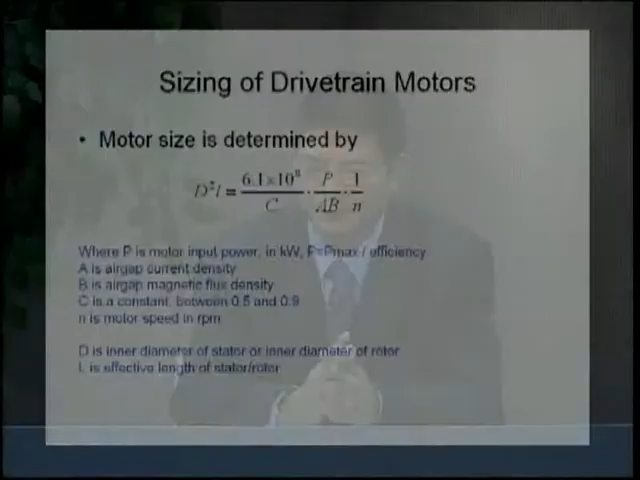 Sizing of Drivetrain Motors
• Motor size is determined by
D²l = 6.1×10⁸ / C · P / AB · 1 / n
Where P is motor input power, in kW, P=Pmax / efficiency
A is airgap current density
B is airgap magnetic flux density
C is a constant, between 0.5 and 0.9
n is motor speed in rpm
D is inner diameter of stator or inner diameter of rotor
L is effective length of stator/rotor